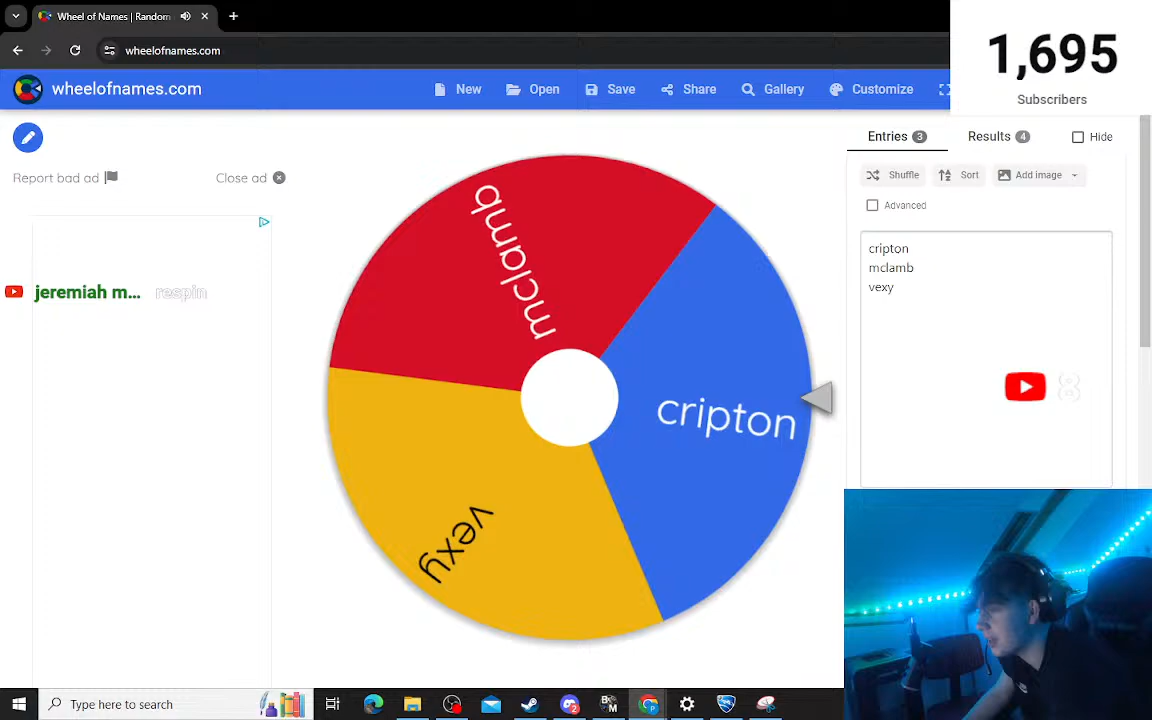 Wheel of Names | Random
wheelofnames.com
1,695
Subscribers
wheelofnames.com
New
Open
Save
Share
Gallery
Customize
Entries 3
Results 4
Hide
Report bad ad
Close ad
Shuffle
Sort
Add image
Advanced
cripton
mclamb
vexy
jeremiah m... respin
8
mclamb
cripton
vexy
Type here to search